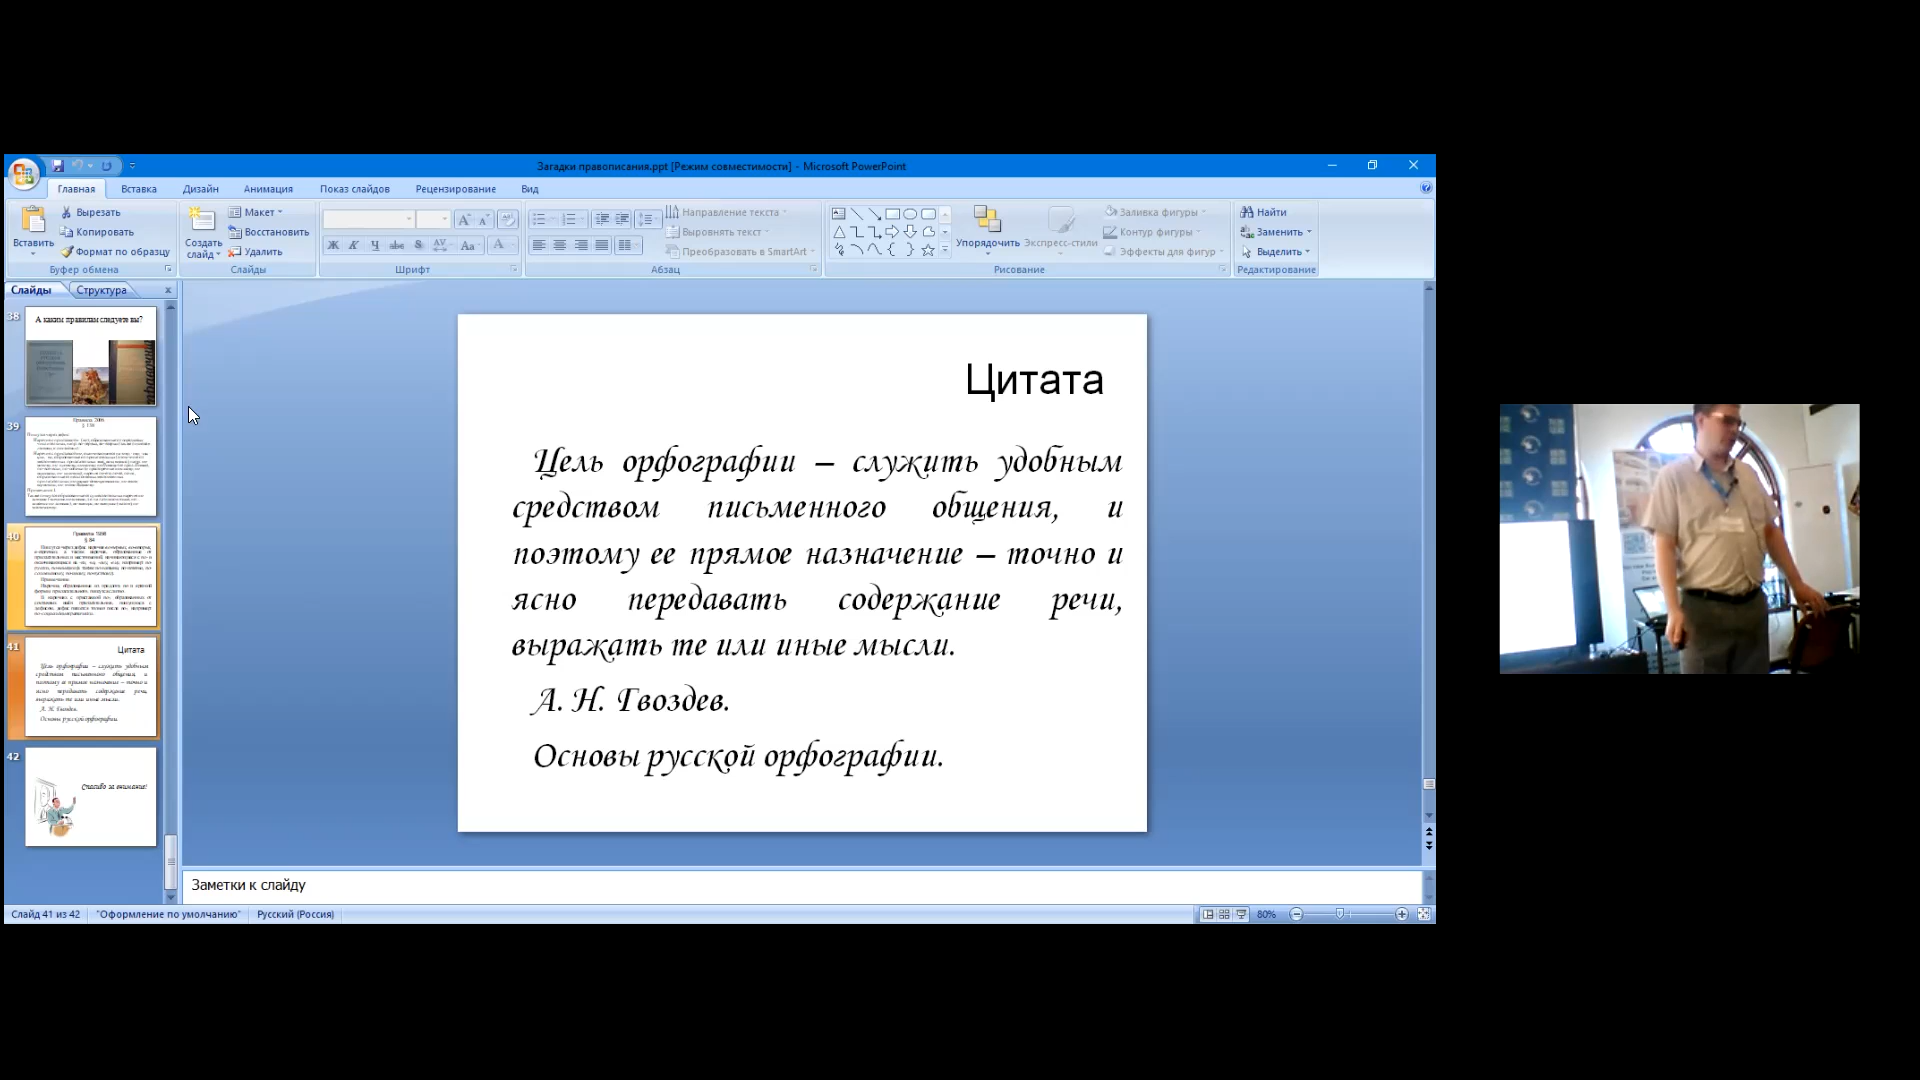 Загадки правописания.ppt [Режим совместимости] - Microsoft PowerPoint
Главная Вставка Дизайн Анимация Показ слайдов Рецензирование Вид
Вставить
Вырезать
Копировать
Формат по образцу
Буфер обмена
Создать слайд
Макет
Восстановить
Удалить
Слайды
Шрифт
Направление текста
Выровнять текст
Преобразовать в SmartArt
Абзац
Упорядочить
Экспресс-стили
Заливка фигуры
Контур фигуры
Эффекты для фигур
Рисование
Найти
Заменить
Выделить
Редактирование
Слайды Структура
38
А каким правилам следуете вы?
39
40
41
Цитата
42
Спасибо за внимание!
Цитата
Цель орфографии – служить удобным
средством письменного общения, и
поэтому ее прямое назначение – точно и
ясно передавать содержание речи,
выражать те или иные мысли.
А. Н. Гвоздев.
Основы русской орфографии.
Заметки к слайду
Слайд 41 из 42 "Оформление по умолчанию" Русский (Россия) 80%